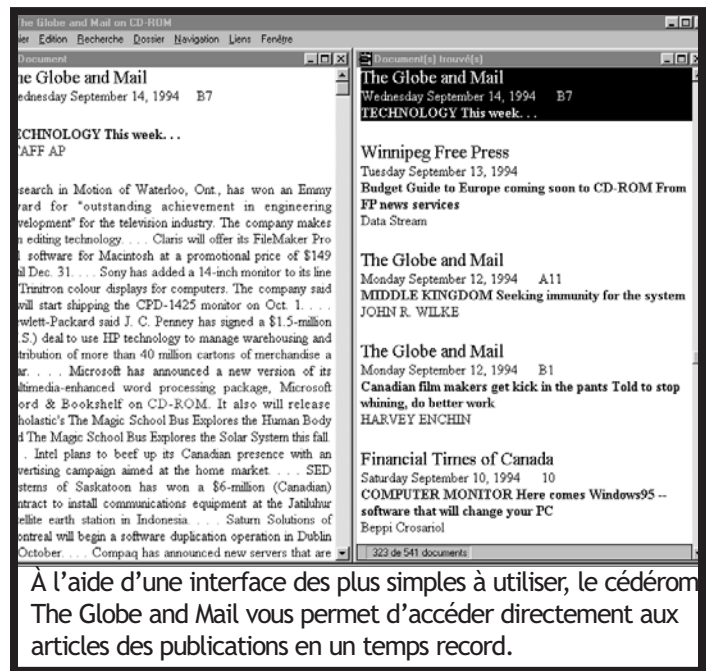 he Globe and Mail on CD-ROM
ier Edition Recherche Dossier Navigation Liens Fenêtre
Document
he Globe and Mail
ednesday September 14, 1994 B7
ECHNOLOGY This week. . .
AFF AP
search in Motion of Waterloo, Ont., has won an Emmy
ard for "outstanding achievement in engineering
velopment" for the television industry. The company makes
n editing technology. . . . Claris will offer its FileMaker Pro
software for Macintosh at a promotional price of $149
til Dec. 31. . . . Sony has added a 14-inch monitor to its line
Trinitron colour displays for computers. The company said
will start shipping the CPD-1425 monitor on Oct. 1. . . .
wlett-Packard said J. C. Penney has signed a $1.5-million
.S.) deal to use HP technology to manage warehousing and
tribution of more than 40 million cartons of merchandise a
ar. . . . Microsoft has announced a new version of its
ltimedia-enhanced word processing package, Microsoft
ord & Bookshelf on CD-ROM. It also will release
holastic's The Magic School Bus Explores the Human Body
d The Magic School Bus Explores the Solar System this fall.
. . Intel plans to beef up its Canadian presence with an
vertising campaign aimed at the home market. . . . SED
stems of Saskatoon has won a $6-million (Canadian)
ntract to install communications equipment at the Jatiluhur
tellite earth station in Indonesia. . . . Saturn Solutions of
ontreal will begin a software duplication operation in Dublin
October. . . . Compaq has announced new servers that are
Document(s) trouvé(s)
The Globe and Mail
Wednesday September 14, 1994 B7
TECHNOLOGY This week. . .
Winnipeg Free Press
Tuesday September 13, 1994
Budget Guide to Europe coming soon to CD-ROM From
FP news services
Data Stream
The Globe and Mail
Monday September 12, 1994 A11
MIDDLE KINGDOM Seeking immunity for the system
JOHN R. WILKE
The Globe and Mail
Monday September 12, 1994 B1
Canadian film makers get kick in the pants Told to stop
whining, do better work
HARVEY ENCHIN
Financial Times of Canada
Saturday September 10, 1994 10
COMPUTER MONITOR Here comes Windows95 --
software that will change your PC
Beppi Crosariol
323 de 541 documents
À l'aide d'une interface des plus simples à utiliser, le cédérom
The Globe and Mail vous permet d'accéder directement aux
articles des publications en un temps record.